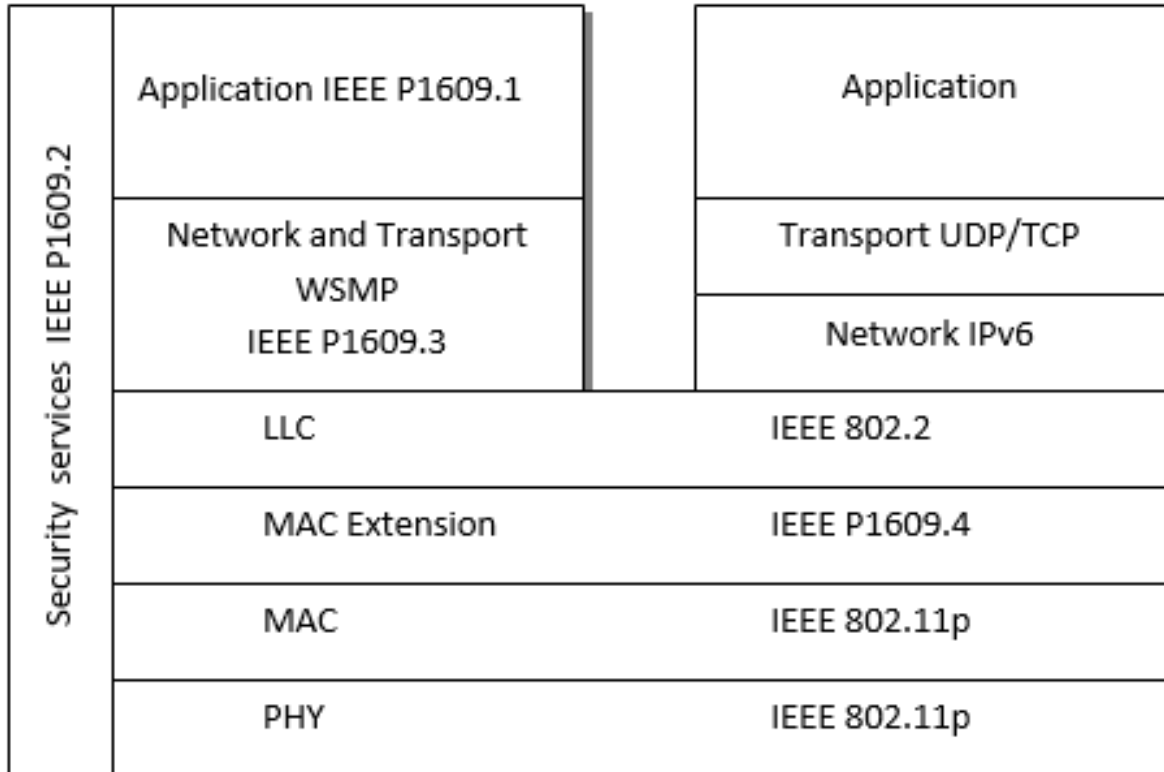 Security services IEEE P1609.2
Application IEEE P1609.1
Network and Transport
WSMP
IEEE P1609.3
Application
Transport UDP/TCP
Network IPv6
LLC IEEE 802.2
MAC Extension IEEE P1609.4
MAC IEEE 802.11p
PHY IEEE 802.11p